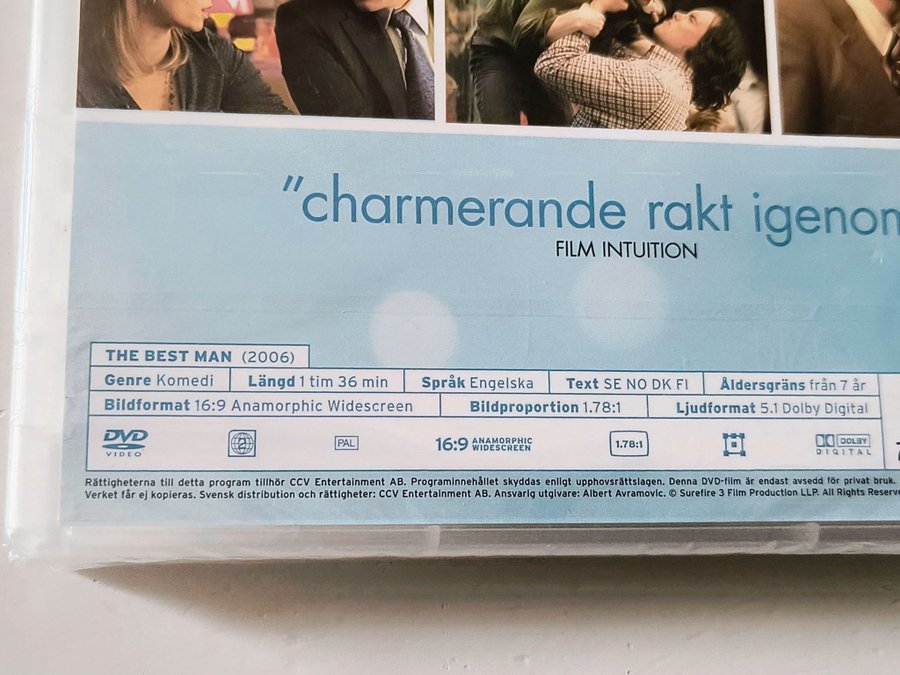 ”charmerande rakt igenom
FILM INTUITION
THE BEST MAN (2006)
Genre Komedi Längd 1 tim 36 min Språk Engelska Text SE NO DK FI Åldersgräns från 7 år
Bildformat 16:9 Anamorphic Widescreen Bildproportion 1.78:1 Ljudformat 5.1 Dolby Digital
DVD VIDEO 2 PAL 16:9 ANAMORPHIC WIDESCREEN 1.78:1 DOLBY DIGITAL
Rättigheterna till detta program tillhör CCV Entertainment AB. Programinnehållet skyddas enligt upphovsrättslagen. Denna DVD-film är endast avsedd för privat bruk.
Verket får ej kopieras. Svensk distribution och rättigheter: CCV Entertainment AB. Ansvarig utgivare: Albert Avramovic. © Surefire 3 Film Production LLP. All Rights Reserve